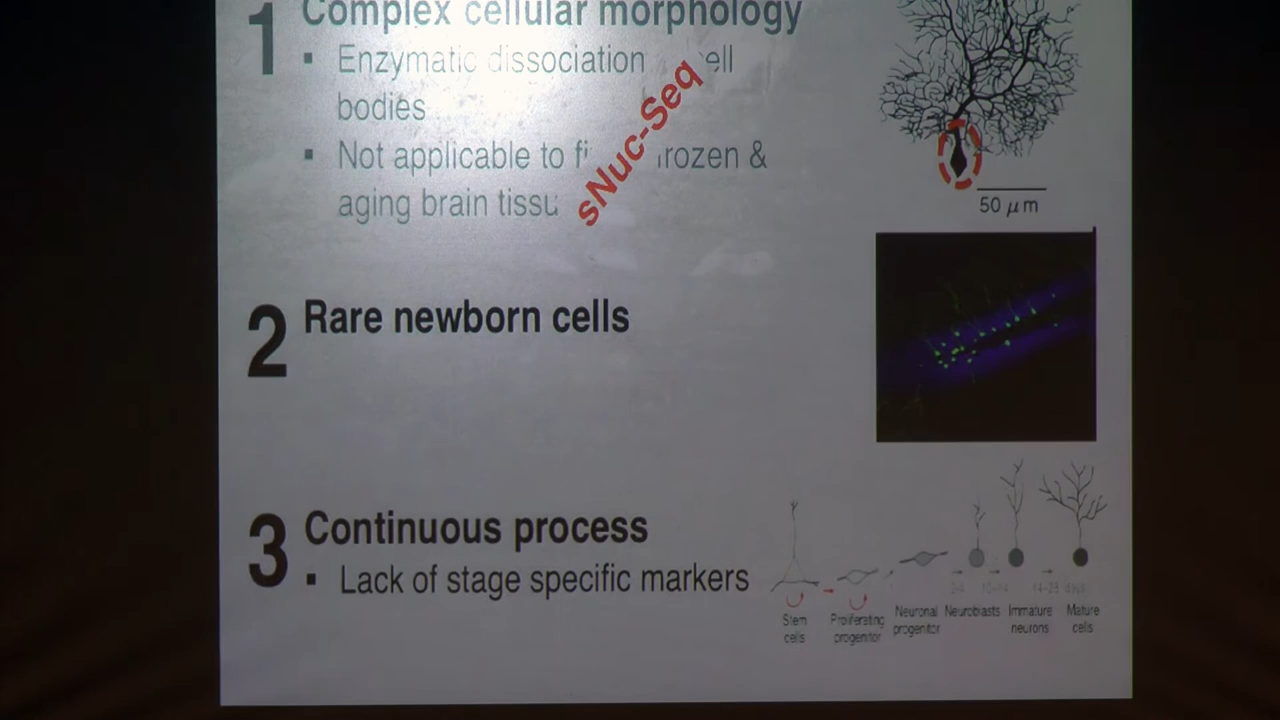 1 Complex cellular morphology
▪ Enzymatic dissociation
bodies
▪ Not applicable to frozen &
aging brain
sNuc-Seq
50 μm
2 Rare newborn cells
3 Continuous process
▪ Lack of stage specific markers
Stem cells
Proliferating progenitor
Neuronal progenitor
Neuroblasts
Immature neurons
Mature cells